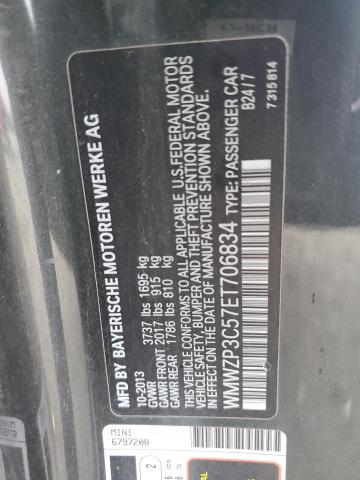 MFD BY BAYERISCHE MOTOREN WERKE AG
10-2013
GVWR 3737 lbs 1695 kg
GAWR FRONT 2017 lbs 915 kg
GAWR REAR 1786 lbs 810 kg
THIS VEHICLE CONFORMS TO ALL APPLICABLE U.S. FEDERAL MOTOR
VEHICLE SAFETY, BUMPER AND THEFT PREVENTION STANDARDS
IN EFFECT ON THE DATE OF MANUFACTURE SHOWN ABOVE.
WMWZP3C57ET706834 TYPE: PASSENGER CAR
B24/7
7 315 814
MINI
6797208
2